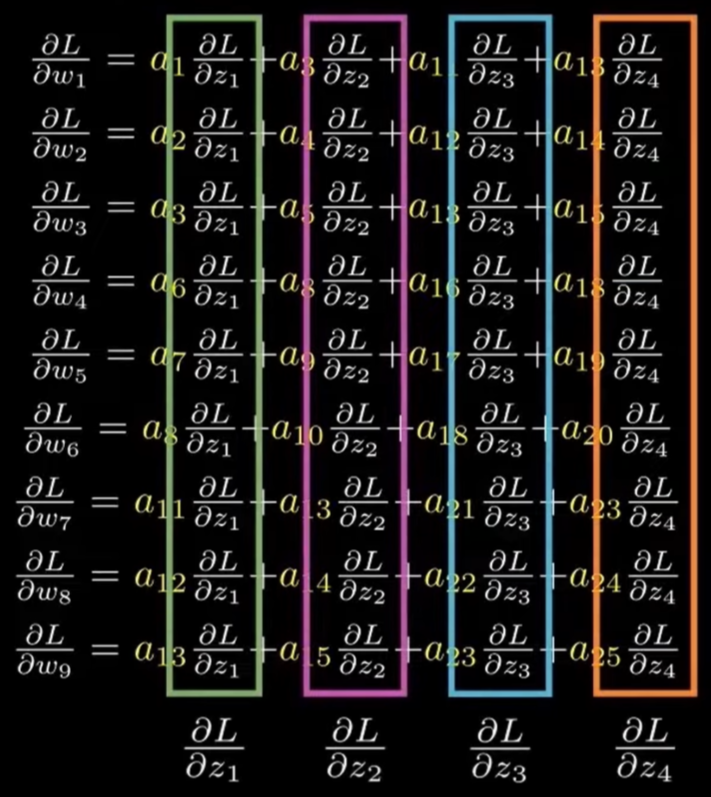 ∂L/∂w₁ = a₁ ∂L/∂z₁ + a₃ ∂L/∂z₂ + a₁₁ ∂L/∂z₃ + a₁₃ ∂L/∂z₄
∂L/∂w₂ = a₂ ∂L/∂z₁ + a₄ ∂L/∂z₂ + a₁₂ ∂L/∂z₃ + a₁₄ ∂L/∂z₄
∂L/∂w₃ = a₃ ∂L/∂z₁ + a₅ ∂L/∂z₂ + a₁₃ ∂L/∂z₃ + a₁₅ ∂L/∂z₄
∂L/∂w₄ = a₆ ∂L/∂z₁ + a₈ ∂L/∂z₂ + a₁₆ ∂L/∂z₃ + a₁₈ ∂L/∂z₄
∂L/∂w₅ = a₇ ∂L/∂z₁ + a₉ ∂L/∂z₂ + a₁₇ ∂L/∂z₃ + a₁₉ ∂L/∂z₄
∂L/∂w₆ = a₈ ∂L/∂z₁ + a₁₀ ∂L/∂z₂ + a₁₈ ∂L/∂z₃ + a₂₀ ∂L/∂z₄
∂L/∂w₇ = a₁₁ ∂L/∂z₁ + a₁₃ ∂L/∂z₂ + a₂₁ ∂L/∂z₃ + a₂₃ ∂L/∂z₄
∂L/∂w₈ = a₁₂ ∂L/∂z₁ + a₁₄ ∂L/∂z₂ + a₂₂ ∂L/∂z₃ + a₂₄ ∂L/∂z₄
∂L/∂w₉ = a₁₃ ∂L/∂z₁ + a₁₅ ∂L/∂z₂ + a₂₃ ∂L/∂z₃ + a₂₅ ∂L/∂z₄
∂L/∂z₁ ∂L/∂z₂ ∂L/∂z₃ ∂L/∂z₄